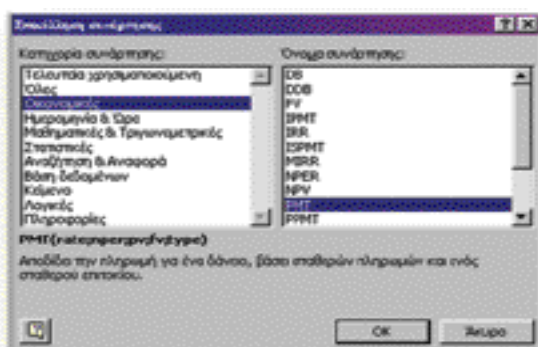 Επικόλληση συνάρτησης
Κατηγορία συνάρτησης:
Τελευταία χρησιμοποιούμενη
Όλες
Οικονομικές
Ημερομηνία & Ώρα
Μαθηματικές & Τριγωνομετρικές
Στατιστικές
Αναζήτηση & Αναφορά
Βάση δεδομένων
Κείμενο
Λογικές
Πληροφορίες
Όνομα συνάρτησης:
DB
DDB
FV
IPMT
IRR
ISPMT
MIRR
NPER
NPV
PMT
PPMT
PMT(rate;nper;pv;fv;type)
Αποδίδει την πληρωμή για ένα δάνειο, βάσει σταθερών πληρωμών και ενός
σταθερού επιτοκίου.
OK
Άκυρο